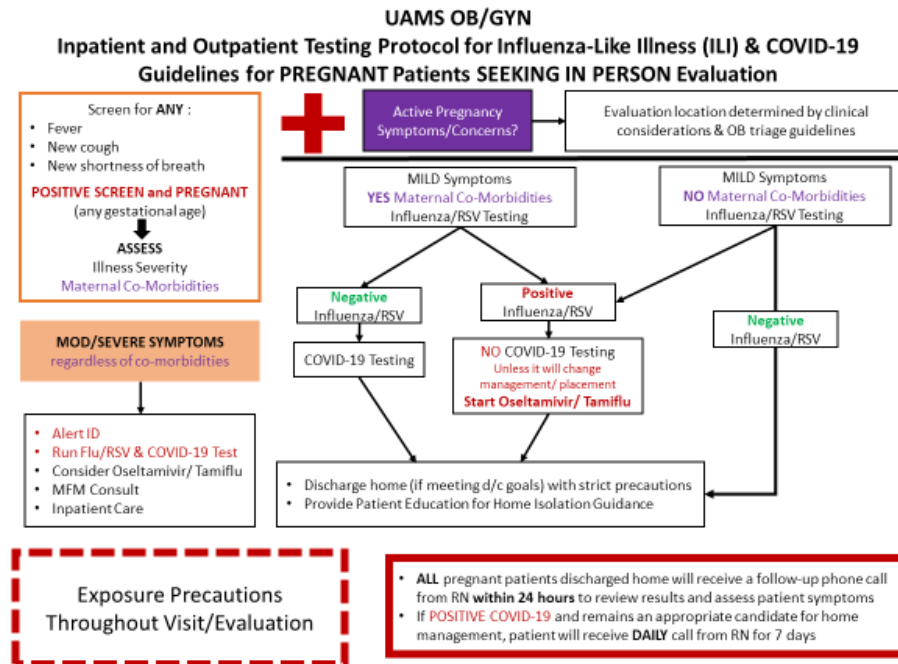 UAMS OB/GYN
Inpatient and Outpatient Testing Protocol for Influenza-Like Illness (ILI) & COVID-19
Guidelines for PREGNANT Patients SEEKING IN PERSON Evaluation
Screen for ANY :
• Fever
• New cough
• New shortness of breath
POSITIVE SCREEN and PREGNANT
(any gestational age)
ASSESS
Illness Severity
Maternal Co-Morbidities
MOD/SEVERE SYMPTOMS
regardless of co-morbidities
• Alert ID
• Run Flu/RSV & COVID-19 Test
• Consider Oseltamivir/ Tamiflu
• MFM Consult
• Inpatient Care
Active Pregnancy
Symptoms/Concerns?
Evaluation location determined by clinical
considerations & OB triage guidelines
MILD Symptoms
YES Maternal Co-Morbidities
Influenza/RSV Testing
MILD Symptoms
NO Maternal Co-Morbidities
Influenza/RSV Testing
Negative
Influenza/RSV
Positive
Influenza/RSV
Negative
Influenza/RSV
COVID-19 Testing
NO COVID-19 Testing
Unless it will change
management/ placement
Start Oseltamivir/ Tamiflu
• Discharge home (if meeting d/c goals) with strict precautions
• Provide Patient Education for Home Isolation Guidance
Exposure Precautions
Throughout Visit/Evaluation
• ALL pregnant patients discharged home will receive a follow-up phone call
from RN within 24 hours to review results and assess patient symptoms
• If POSITIVE COVID-19 and remains an appropriate candidate for home
management, patient will receive DAILY call from RN for 7 days